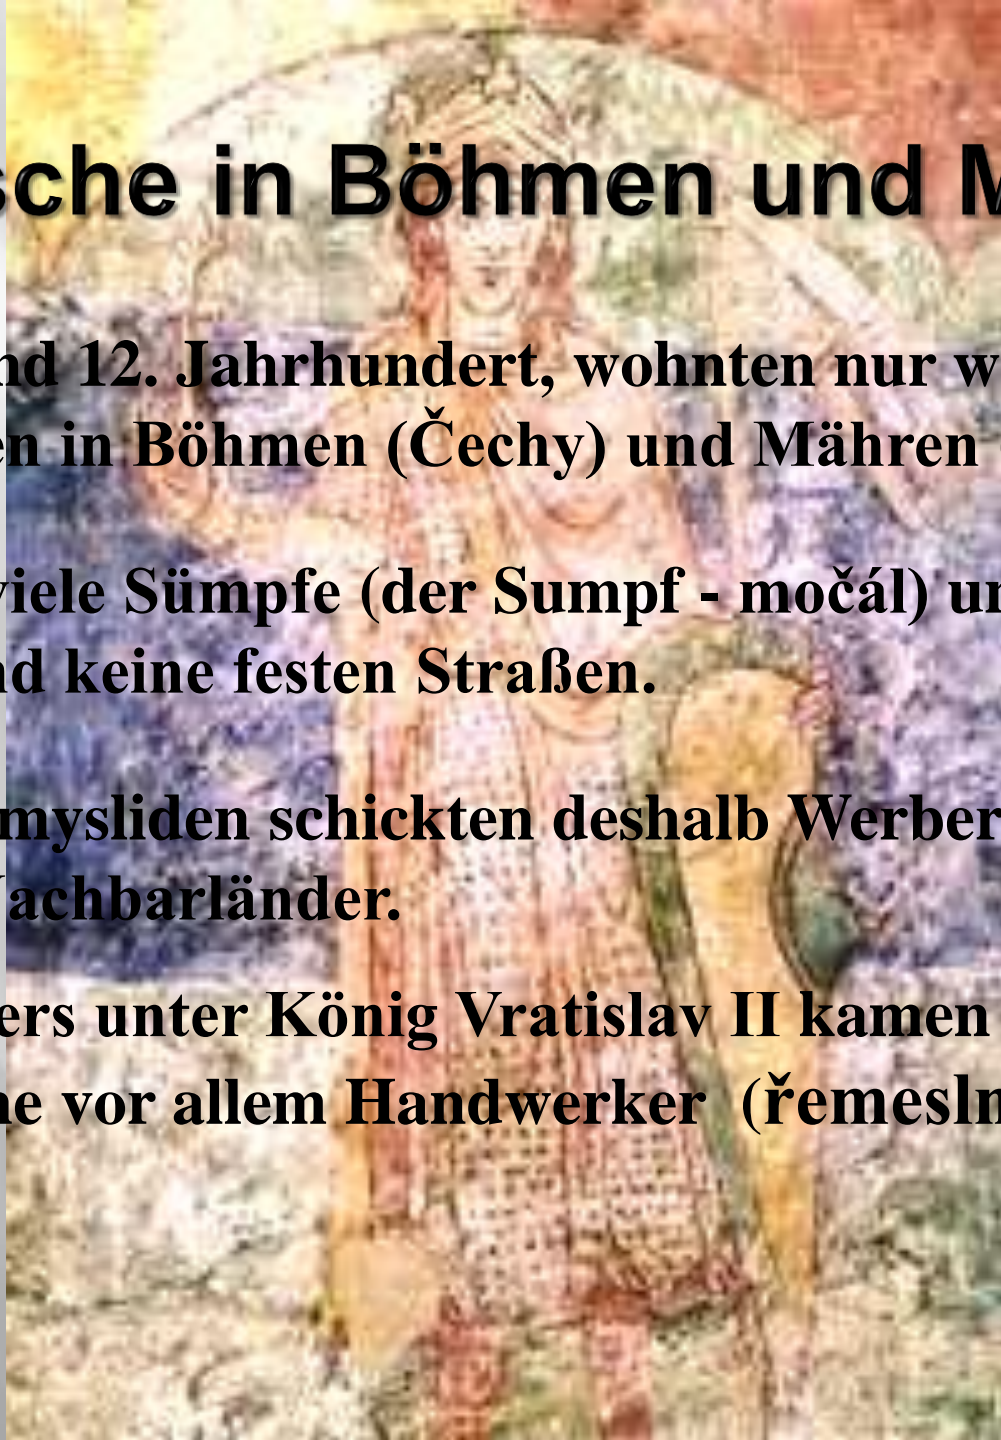 sche in Böhmen und M
nd 12. Jahrhundert, wohnten nur w
en in Böhmen (Čechy) und Mähren
viele Sümpfe (der Sumpf - močál) un
nd keine festen Straßen.
mysliden schickten deshalb Werber
Nachbarländer.
ers unter König Vratislav II kamen
ne vor allem Handwerker (řemesln